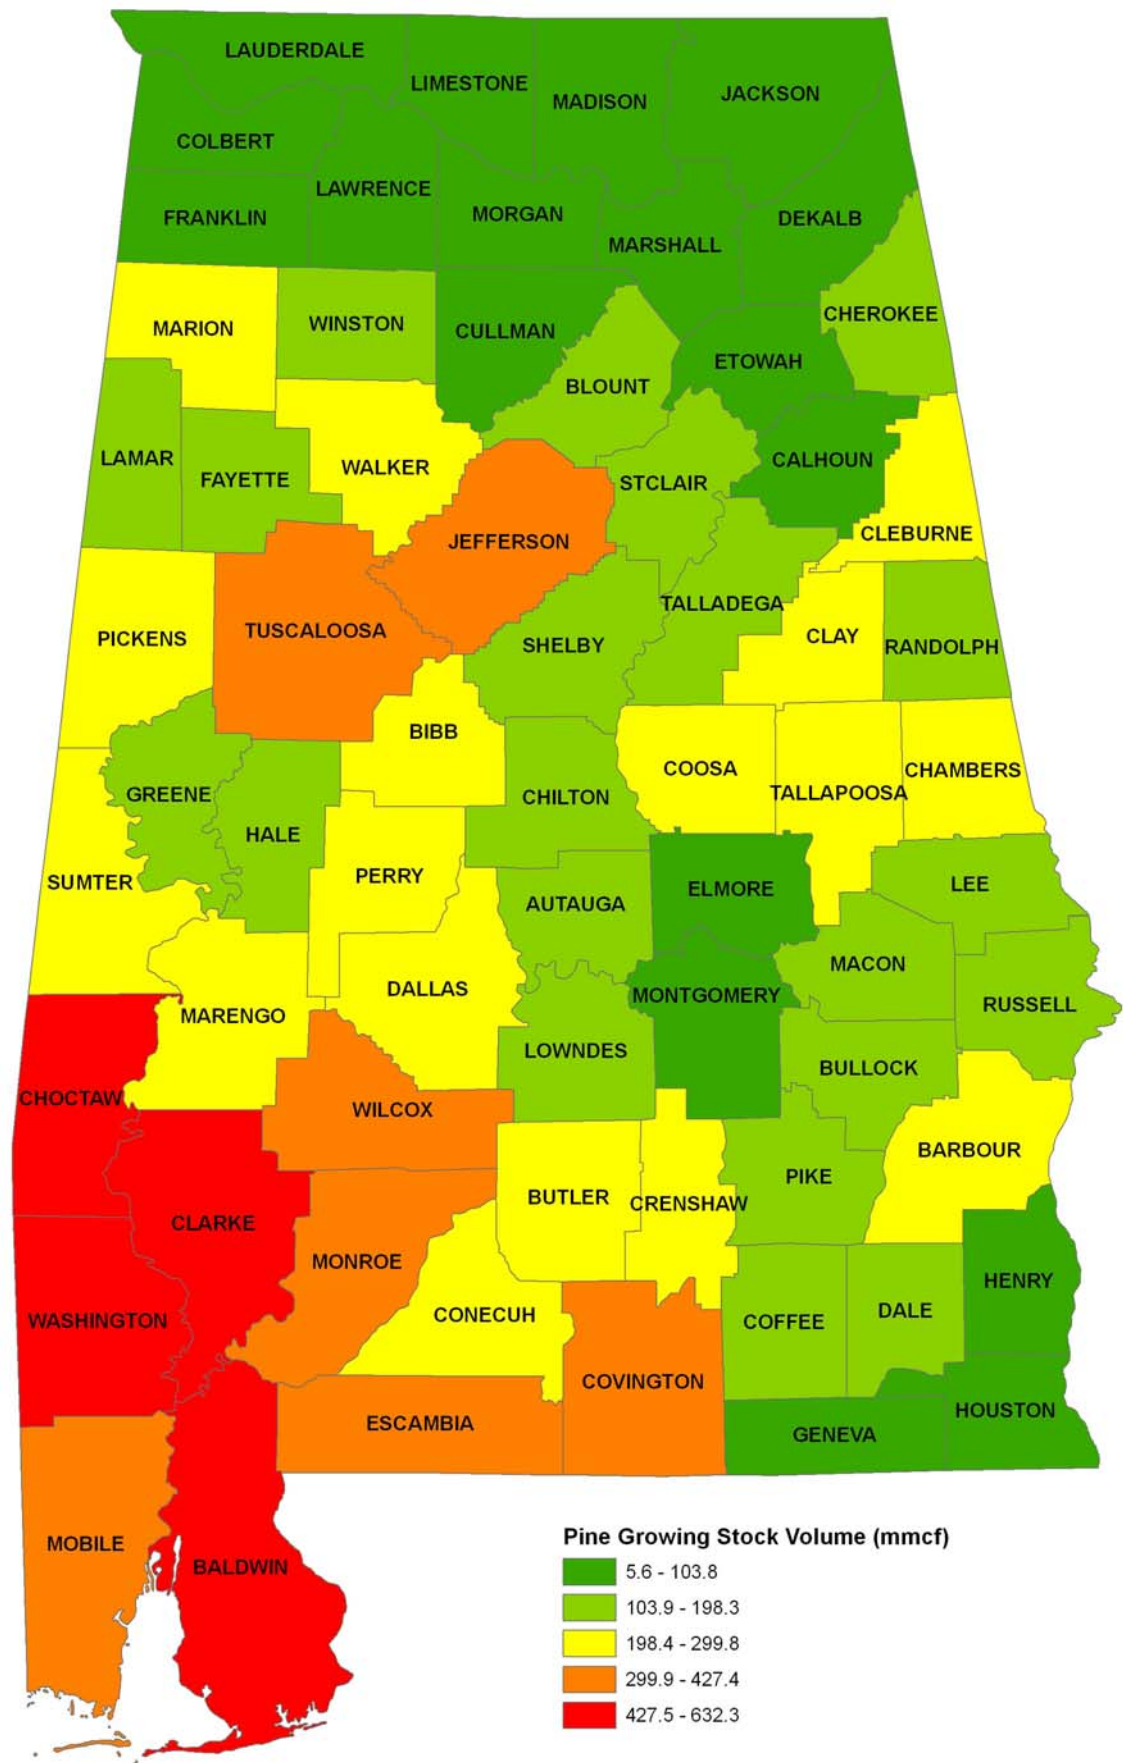 LAUDERDALE
LIMESTONE
MADISON
JACKSON
COLBERT
LAWRENCE
FRANKLIN
MORGAN
MARSHALL
DEKALB
CHEROKEE
MARION
WINSTON
CULLMAN
ETOWAH
BLOUNT
LAMAR
FAYETTE
WALKER
STCLAIR
CALHOUN
JEFFERSON
CLEBURNE
PICKENS
TUSCALOOSA
SHELBY
TALLADEGA
CLAY
RANDOLPH
BIBB
COOSA
TALLAPOOSA
CHAMBERS
GREENE
HALE
CHILTON
SUMTER
PERRY
AUTAUGA
ELMORE
LEE
DALLAS
MACON
MARENGO
MONTGOMERY
RUSSELL
LOWNDES
BULLOCK
CHOCTAW
WILCOX
BARBOUR
CLARKE
BUTLER
CRENSHAW
PIKE
MONROE
HENRY
WASHINGTON
CONECUH
COFFEE
DALE
COVINGTON
ESCAMBIA
GENEVA
HOUSTON
MOBILE
BALDWIN
Pine Growing Stock Volume (mmcf)
5.6 - 103.8
103.9 - 198.3
198.4 - 299.8
299.9 - 427.4
427.5 - 632.3